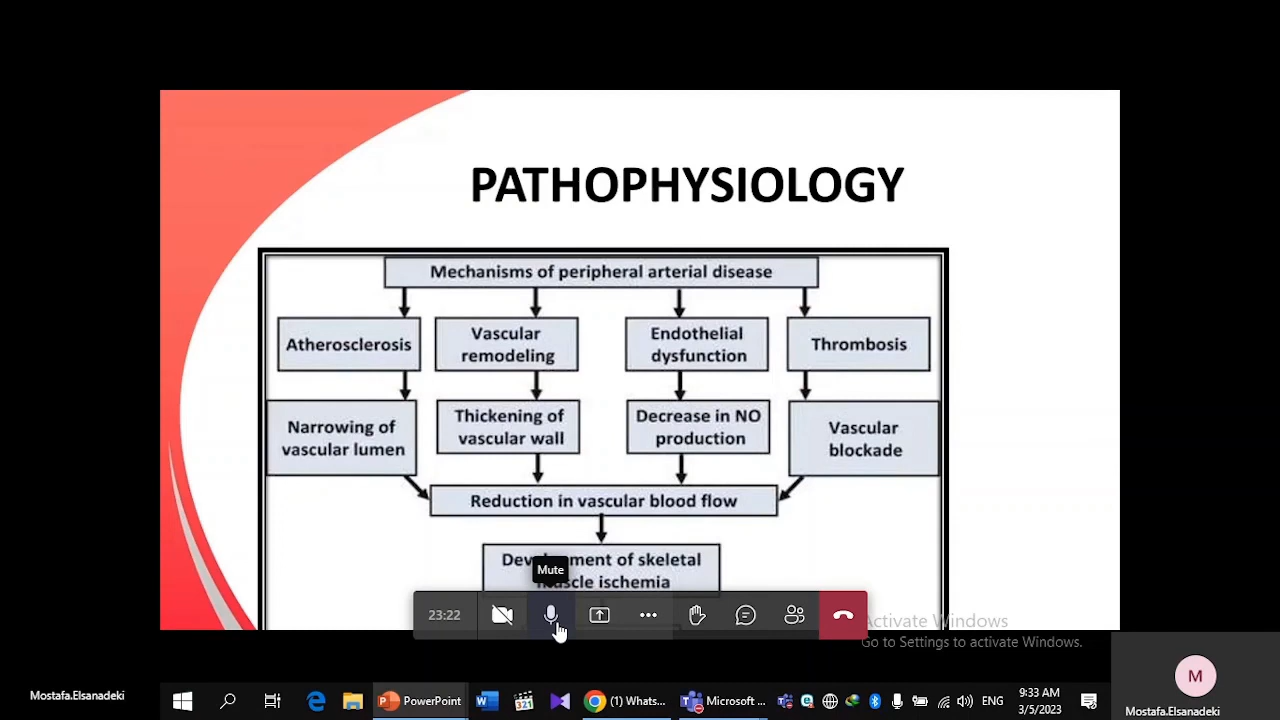 PATHOPHYSIOLOGY
Mechanisms of peripheral arterial disease
Atherosclerosis
Vascular
remodeling
Endothelial
dysfunction
Thrombosis
Narrowing of
vascular lumen
Thickening of
vascular wall
Decrease in NO
production
Vascular
blockade
Reduction in vascular blood flow
of skeletal
ischemia
Mute
23:22
Activate Windows
Go to Settings to activate Windows.
M
Mostafa.Elsanadeki
Mostafa.Elsanadeki
PowerPoint
321
(1) Whats...
Microsoft ...
ENG
9:33 AM
3/5/2023